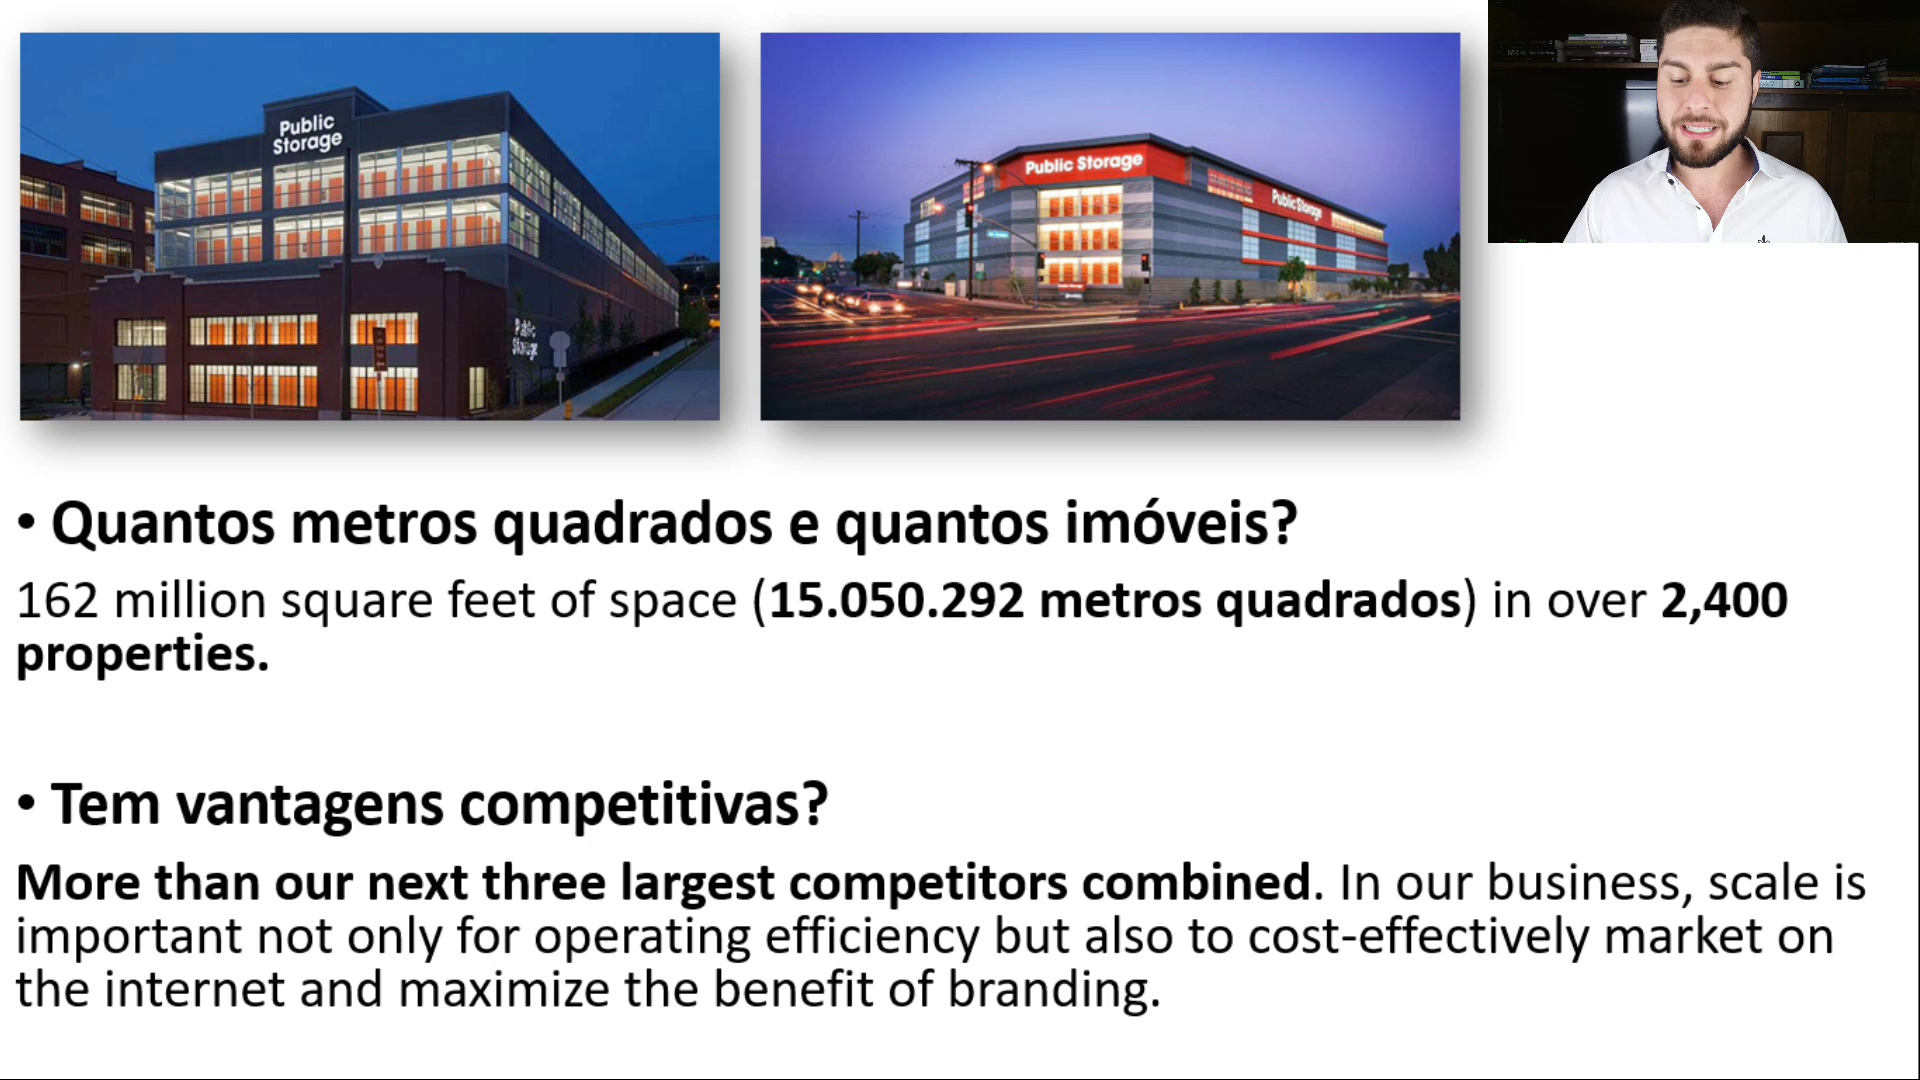 Public
Storage
Public
Storage
Public Storage
Public Storage
• Quantos metros quadrados e quantos imóveis?
162 million square feet of space (15.050.292 metros quadrados) in over 2,400
properties.
• Tem vantagens competitivas?
More than our next three largest competitors combined. In our business, scale is
important not only for operating efficiency but also to cost-effectively market on
the internet and maximize the benefit of branding.